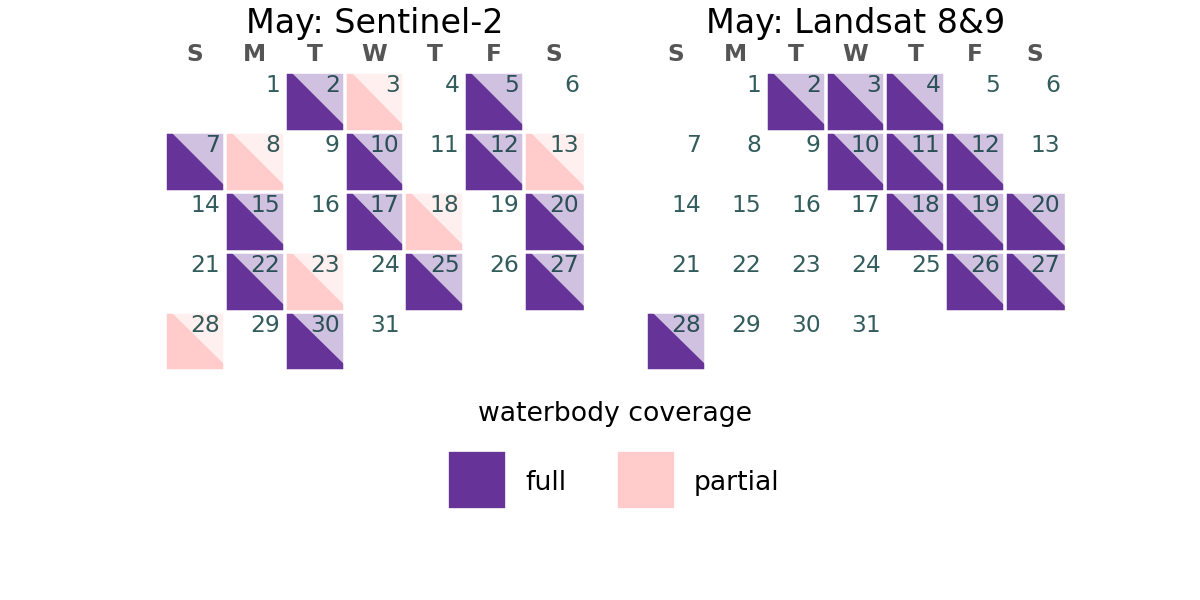 May: Sentinel-2
S M T W T F S
1 2 3 4 5 6
7 8 9 10 11 12 13
14 15 16 17 18 19 20
21 22 23 24 25 26 27
28 29 30 31
May: Landsat 8&9
S M T W T F S
1 2 3 4 5 6
7 8 9 10 11 12 13
14 15 16 17 18 19 20
21 22 23 24 25 26 27
28 29 30 31
waterbody coverage
full partial